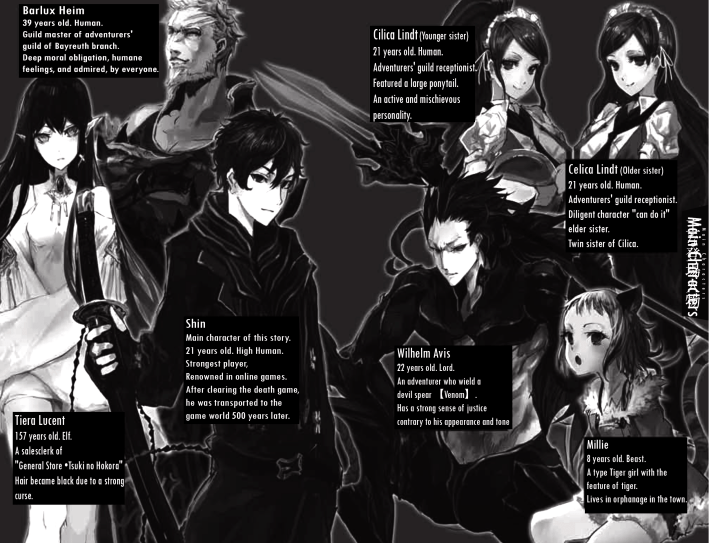 Barlux Heim
39 years old. Human.
Guild master of adventurers'
guild of Bayreuth branch.
Deep moral obligation, humane
feelings, and admired, by everyone.
Cilica Lindt (Younger sister)
21 years old. Human.
Adventurers' guild receptionist.
Featured a large ponytail.
An active and mischievous
personality.
Celica Lindt (Older sister)
21 years old. Human.
Adventurers' guild receptionist.
Diligent character "can do it"
elder sister.
Twin sister of Cilica.
Main Characters
Main Characters
Shin
Main character of this story.
21 years old. High Human.
Strongest player,
Renowned in online games.
After clearing the death game,
he was transported to the
game world 500 years later.
Wilhelm Avis
22 years old. Lord.
An adventurer who wield a
devil spear 【Venom】.
Has a strong sense of justice
contrary to his appearance and tone
Tiera Lucent
157 years old. Elf.
A salesclerk of
"General Store •Tsuki no Hokora"
Hair became black due to a strong
curse.
Millie
8 years old. Beast.
A type Tiger girl with the
feature of tiger.
Lives in orphanage in the town.